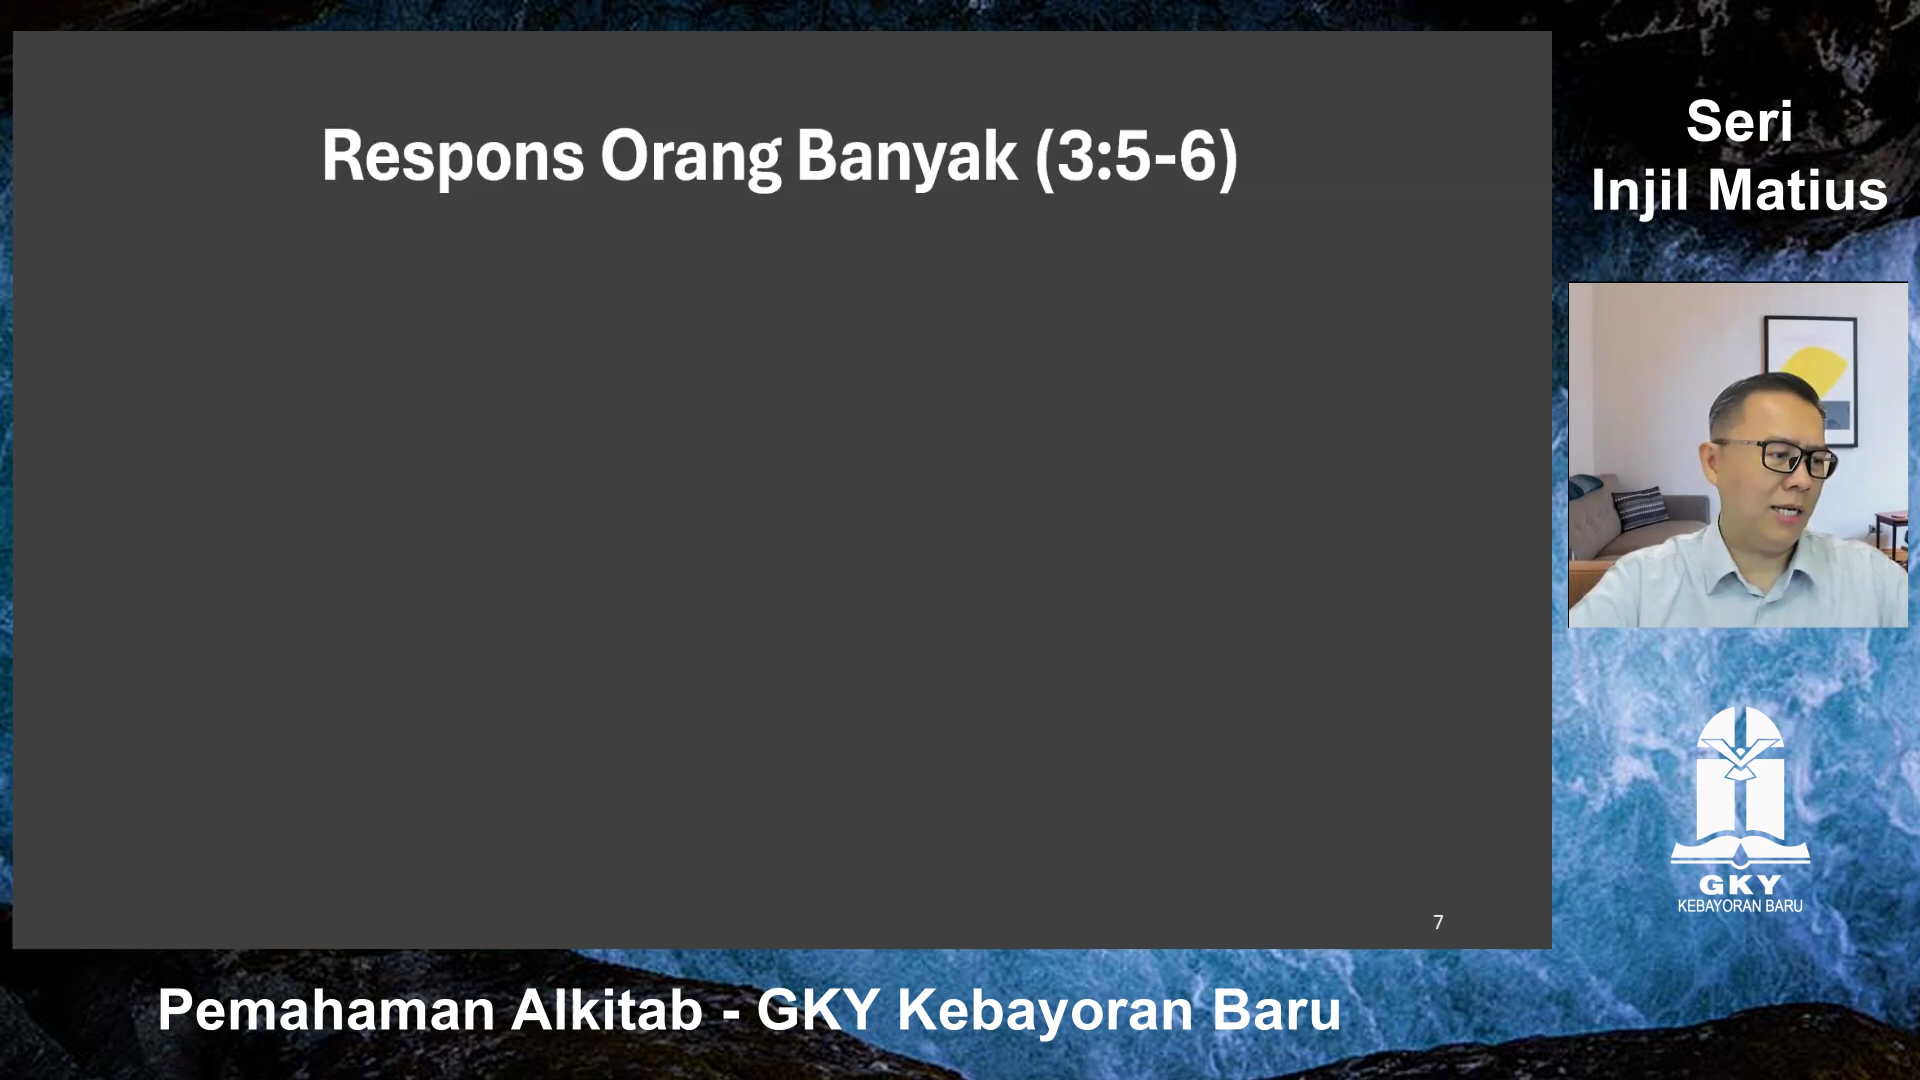 Respons Orang Banyak (3:5-6)
7
Seri
Injil Matius
GKY
KEBAYORAN BARU
Pemahaman Alkitab - GKY Kebayoran Baru